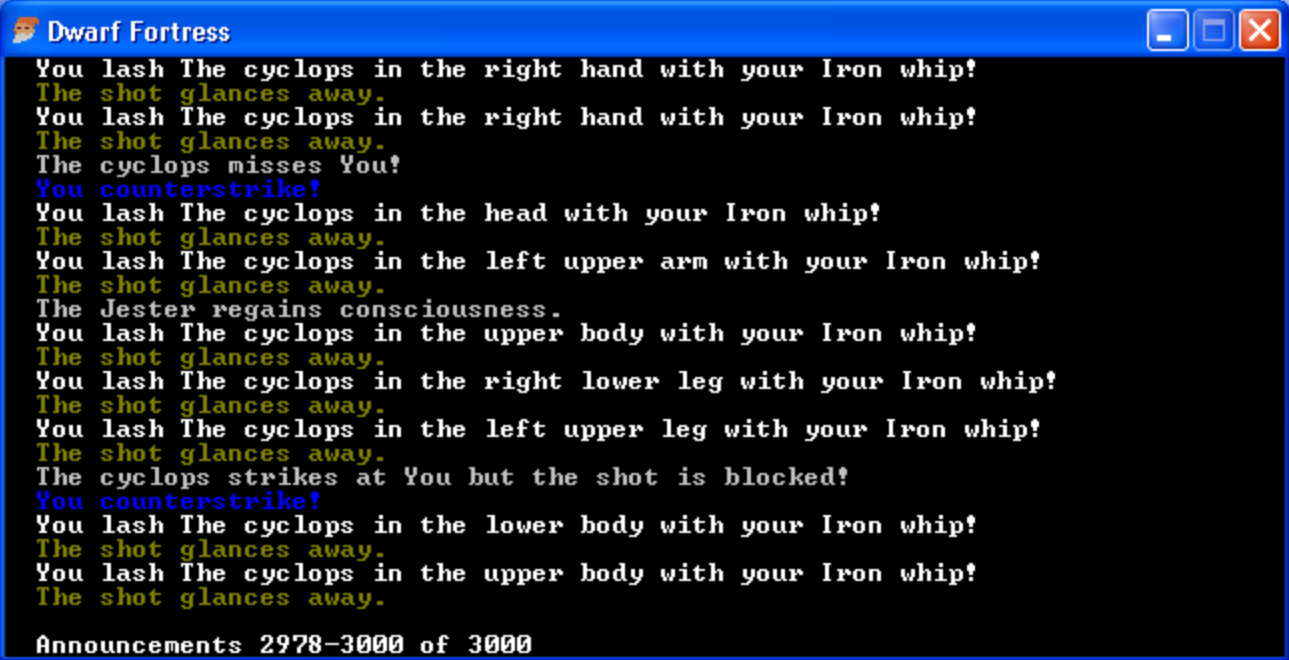 Dwarf Fortress
You lash The cyclops in the right hand with your Iron whip!
The shot glances away.
You lash The cyclops in the right hand with your Iron whip!
The shot glances away.
The cyclops misses You!
You counterstrike!
You lash The cyclops in the head with your Iron whip!
The shot glances away.
You lash The cyclops in the left upper arm with your Iron whip!
The shot glances away.
The Jester regains consciousness.
You lash The cyclops in the upper body with your Iron whip!
The shot glances away.
You lash The cyclops in the right lower leg with your Iron whip!
The shot glances away.
You lash The cyclops in the left upper leg with your Iron whip!
The shot glances away.
The cyclops strikes at You but the shot is blocked!
You counterstrike!
You lash The cyclops in the lower body with your Iron whip!
The shot glances away.
You lash The cyclops in the upper body with your Iron whip!
The shot glances away.
Announcements 2978-3000 of 3000